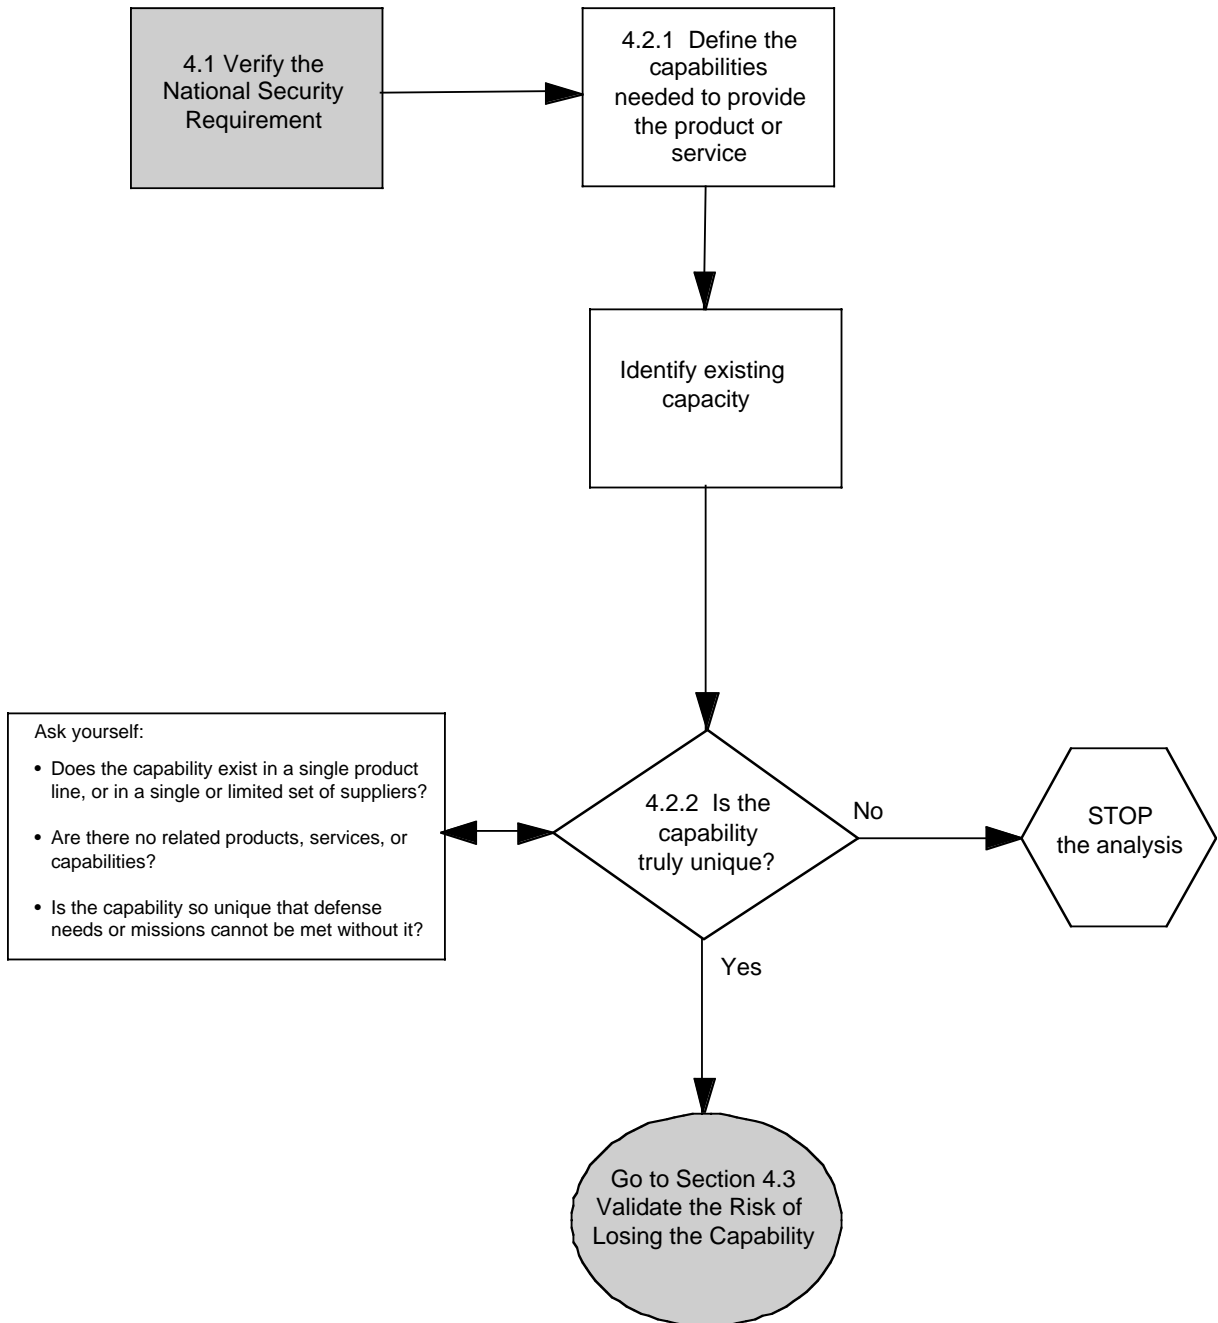 4.1 Verify the
National Security
Requirement
4.2.1 Define the
capabilities
needed to provide
the product or
service
Identify existing
capacity
Ask yourself:
• Does the capability exist in a single product
line, or in a single or limited set of suppliers?
• Are there no related products, services, or
capabilities?
• Is the capability so unique that defense
needs or missions cannot be met without it?
4.2.2 Is the
capability
truly unique?
No
STOP
the analysis
Yes
Go to Section 4.3
Validate the Risk of
Losing the Capability